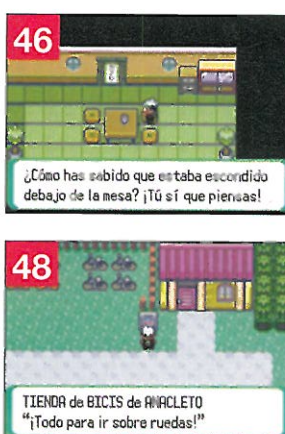 46
¿Cómo has sabido que estaba escondido
debajo de la mesa? ¡Tú sí que piensas!
48
TIENDA de BICIS de ANACLETO
“¡Todo para ir sobre ruedas!”